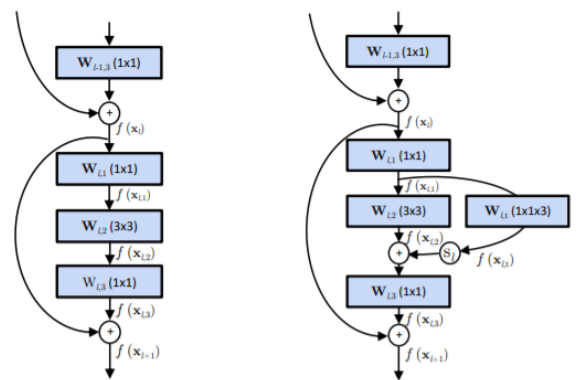 W_{l-1,3} (1x1)
+
f (x_l)
W_{l,1} (1x1)
f (x_{l,1})
W_{l,2} (3x3)
f (x_{l,2})
W_{l,3} (1x1)
f (x_{l,3})
+
f (x_{l+1})
W_{l-1,3} (1x1)
+
f (x_l)
W_{l,1} (1x1)
f (x_{l,1})
W_{l,2} (3x3) W_{l,t} (1x1x3)
f (x_{l,2})
+ S_l f (x_{l,t})
W_{l,3} (1x1)
f (x_{l,3})
+
f (x_{l+1})